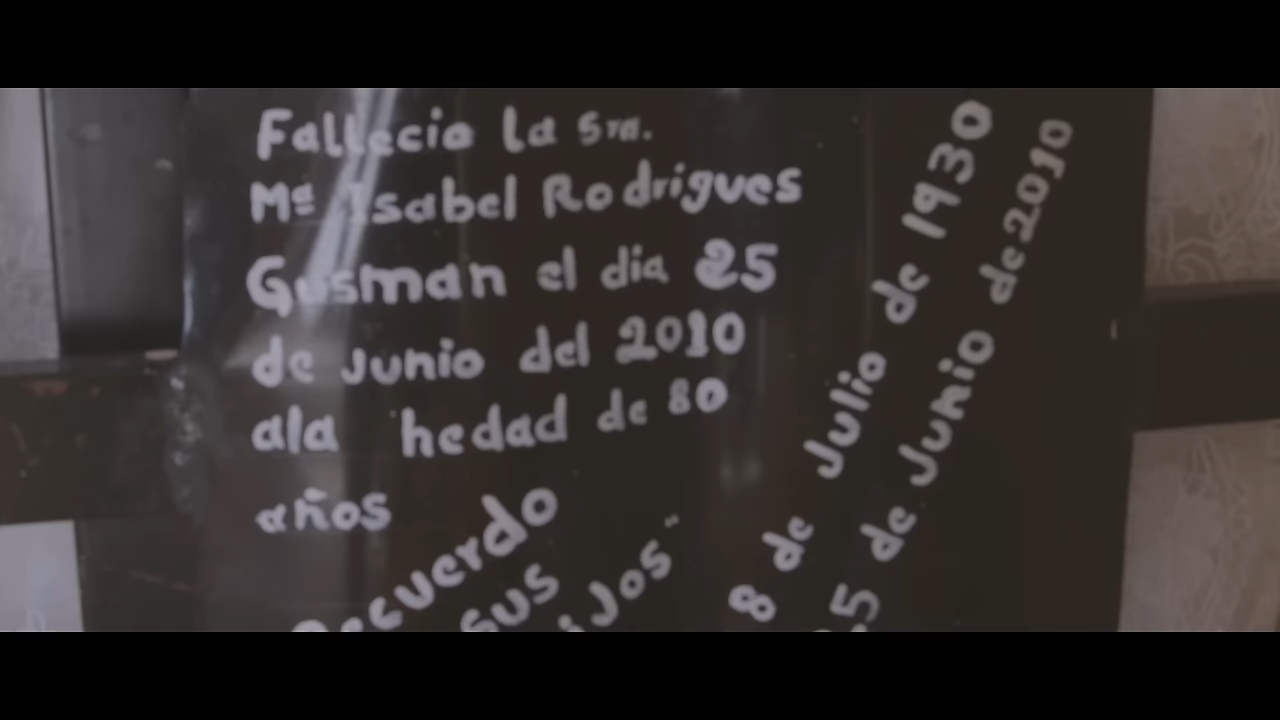 Fallecio La Sra.
Mª Isabel Rodrigues
Gusman el dia 25
de Junio del 2010
ala hedad de 80
años
Recuerdo
sus
ijos"
8 de Julio de 1930
25 de Junio de 2010